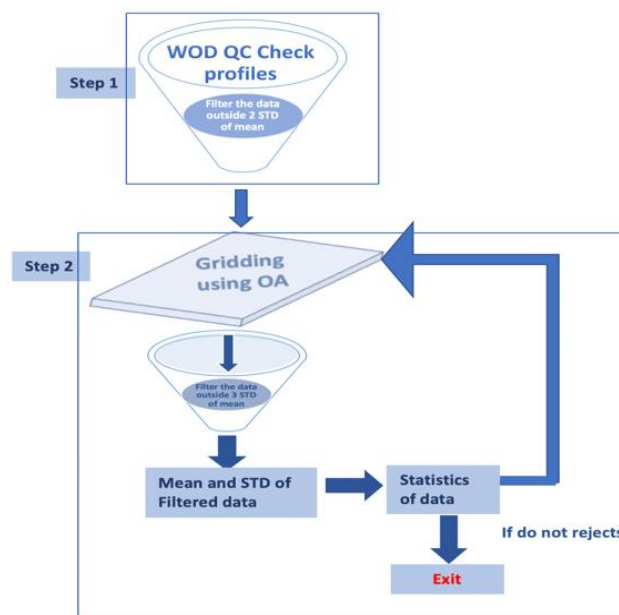 WOD QC Check
profiles
Step 1
Filter the data
outside 2 STD
of mean
Step 2
Gridding
using OA
Filter the data
outside 3 STD
of mean
Mean and STD of
Filtered data
Statistics
of data
If do not rejects
Exit